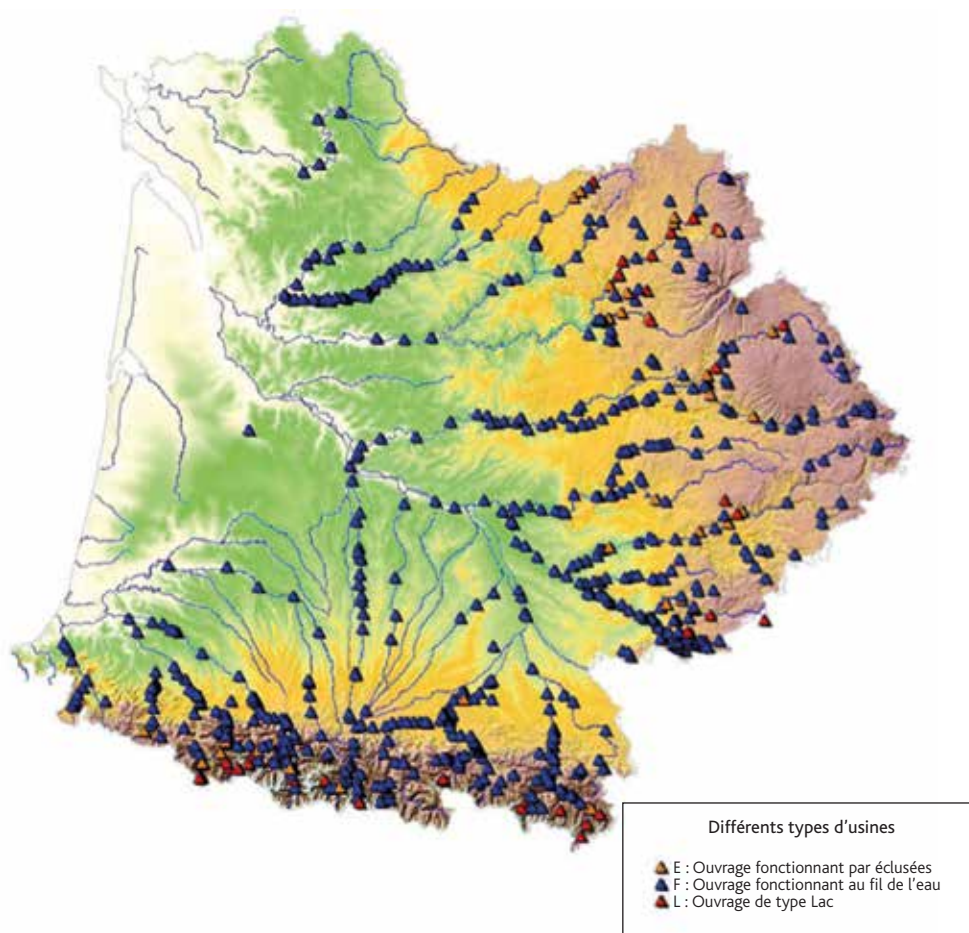 Différents types d'usines
E : Ouvrage fonctionnant par éclusées
F : Ouvrage fonctionnant au fil de l'eau
L : Ouvrage de type Lac